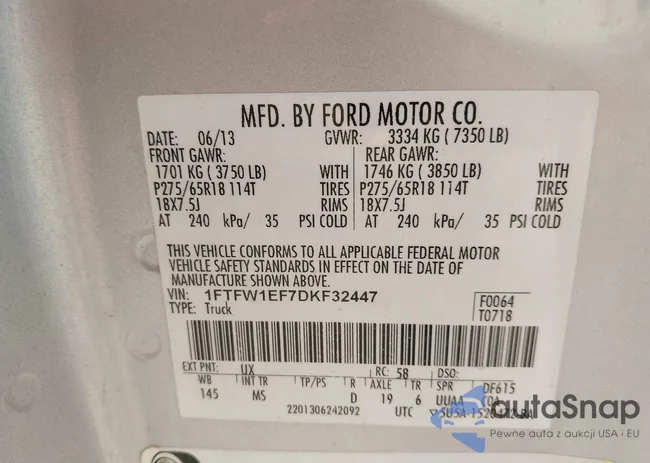 MFD. BY FORD MOTOR CO.
DATE: 06/13 GVWR: 3334 KG ( 7350 LB)
FRONT GAWR: REAR GAWR:
1701 KG ( 3750 LB) WITH 1746 KG ( 3850 LB) WITH
P275/65R18 114T TIRES P275/65R18 114T TIRES
18X7.5J RIMS 18X7.5J RIMS
AT 240 kPa/ 35 PSI COLD AT 240 kPa/ 35 PSI COLD
THIS VEHICLE CONFORMS TO ALL APPLICABLE FEDERAL MOTOR
VEHICLE SAFETY STANDARDS IN EFFECT ON THE DATE OF
MANUFACTURE SHOWN ABOVE.
VIN: 1FTFW1EF7DKF32447 F0064
TYPE: Truck T0718
EXT PNT: UX RC: 58 DSO:
WB INT TR TP/PS R AXLE TR SPR DF615
145 MS D 19 6 UUAA
2201306242092 UTC
autaSnap
Pewne auta z aukcji USA i EU